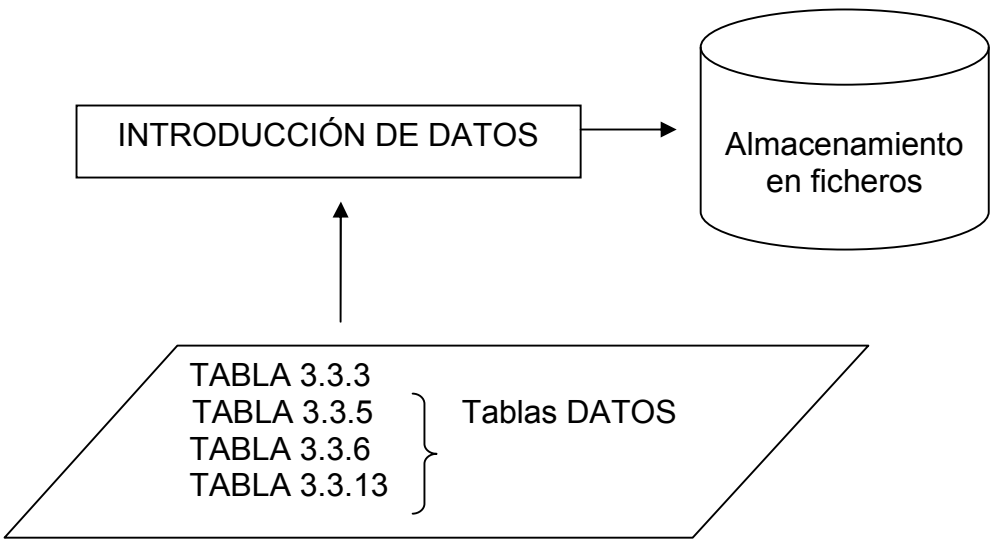 INTRODUCCIÓN DE DATOS
Almacenamiento
en ficheros
TABLA 3.3.3
TABLA 3.3.5
Tablas DATOS
TABLA 3.3.6
TABLA 3.3.13